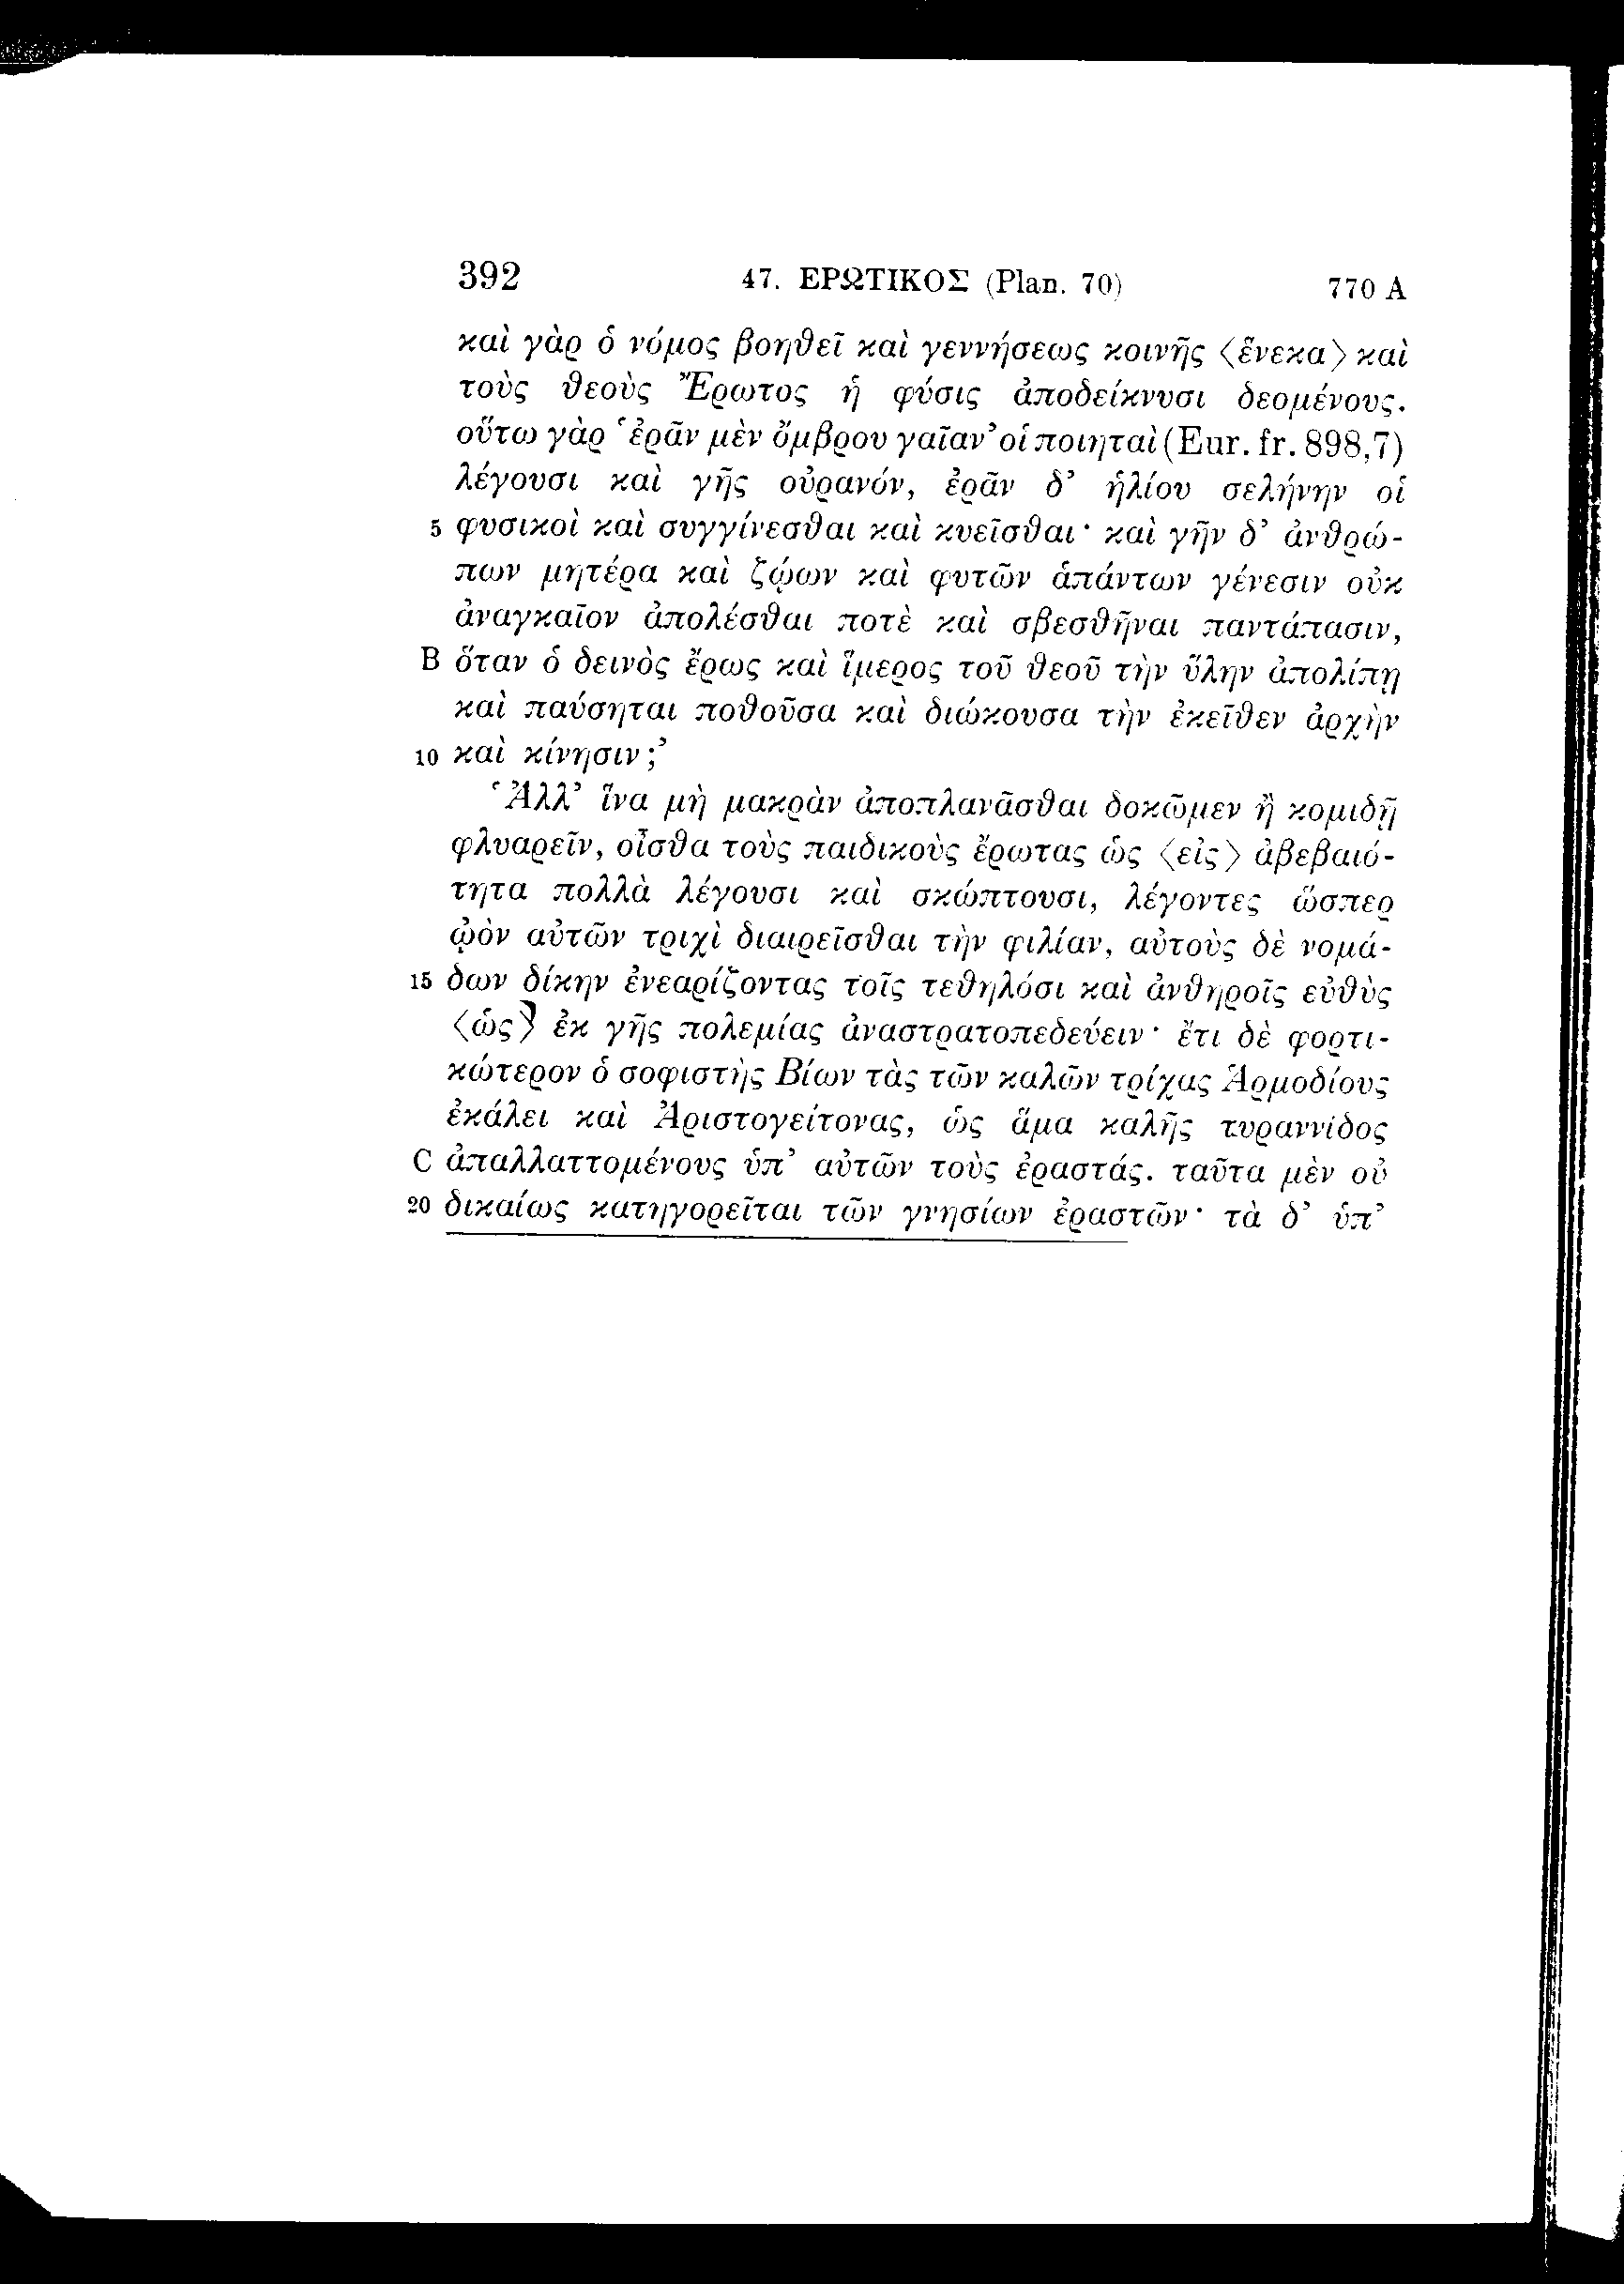 392 47. ΕΡΩΤΙΚΟΣ (Plan. 70) 770 A
καὶ γὰρ ὁ νόμος βοηθεῖ καὶ γεννήσεως κοινῆς ⟨ἕνεκα⟩ καὶ
τοὺς θεοὺς Ἔρωτος ἡ φύσις ἀποδείκνυσι δεομένους.
οὕτω γὰρ ‘ἐρᾶν μὲν ὄμβρου γαῖαν’ οἱ ποιηταὶ (Eur. fr. 898,7)
λέγουσι καὶ γῆς οὐρανόν, ἐρᾶν δ’ ἡλίου σελήνην οἱ
5 φυσικοὶ καὶ συγγίνεσθαι καὶ κυεῖσθαι· καὶ γῆν δ’ ἀνθρώ-
πων μητέρα καὶ ζῴων καὶ φυτῶν ἁπάντων γένεσιν οὐκ
ἀναγκαῖον ἀπολέσθαι ποτὲ καὶ σβεσθῆναι παντάπασιν,
B ὅταν ὁ δεινὸς ἔρως καὶ ἵμερος τοῦ θεοῦ τὴν ὕλην ἀπολίπῃ
καὶ παύσηται ποθοῦσα καὶ διώκουσα τὴν ἐκεῖθεν ἀρχὴν
10 καὶ κίνησιν;’
‘Ἀλλ’ ἵνα μὴ μακρὰν ἀποπλανᾶσθαι δοκῶμεν ἢ κομιδῇ
φλυαρεῖν, οἶσθα τοὺς παιδικοὺς ἔρωτας ὡς ⟨εἰς⟩ ἀβεβαιό-
τητα πολλὰ λέγουσι καὶ σκώπτουσι, λέγοντες ὥσπερ
ᾠὸν αὐτῶν τριχὶ διαιρεῖσθαι τὴν φιλίαν, αὐτοὺς δὲ νομά-
15 δων δίκην ἐνεαρίζοντας τοῖς τεθηλόσι καὶ ἀνθηροῖς εὐθὺς
⟨ὡς⟩ ἐκ γῆς πολεμίας ἀναστρατοπεδεύειν· ἔτι δὲ φορτι-
κώτερον ὁ σοφιστὴς Βίων τὰς τῶν καλῶν τρίχας Ἁρμοδίους
ἐκάλει καὶ Ἀριστογείτονας, ὡς ἅμα καλῆς τυραννίδος
C ἀπαλλαττομένους ὑπ’ αὐτῶν τοὺς ἐραστάς. ταῦτα μὲν οὐ
20 δικαίως κατηγορεῖται τῶν γνησίων ἐραστῶν· τὰ δ’ ὑπ’